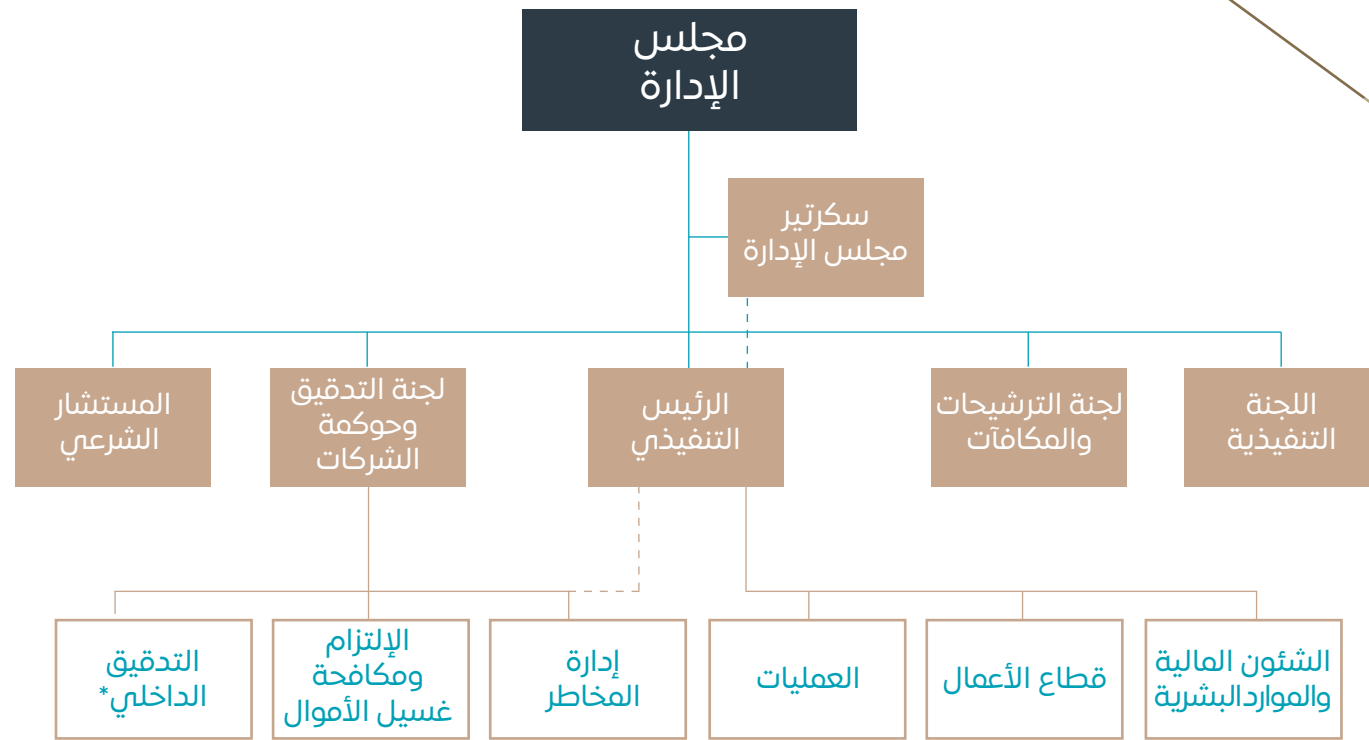 مجلس
الإدارة
سكرتير
مجلس الإدارة
اللجنة
التنفيذية
لجنة الترشيحات
والمكافآت
الرئيس
التنفيذي
لجنة التدقيق
وحوكمة
الشركات
المستشار
الشرعي
الشئون المالية
والمواردالبشرية
قطاع الأعمال
العمليات
إدارة
المخاطر
الإلتزام
ومكافحة
غسيل الأموال
التدقيق
الداخلي*